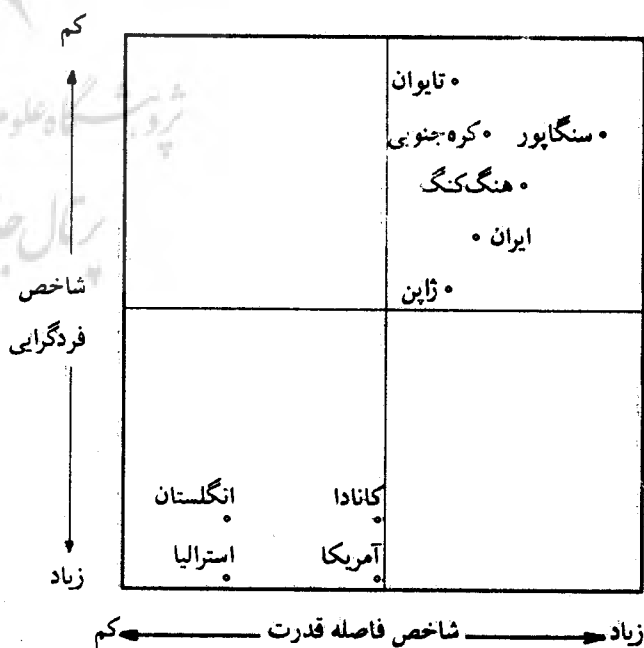 کم
تایوان
سنگاپور کره جنوبی
هنگ‌کنگ
ایران
ژاپن
شاخص
فردگرایی
انگلستان کانادا
استرالیا آمریکا
زیاد
زیاد شاخص فاصله قدرت کم